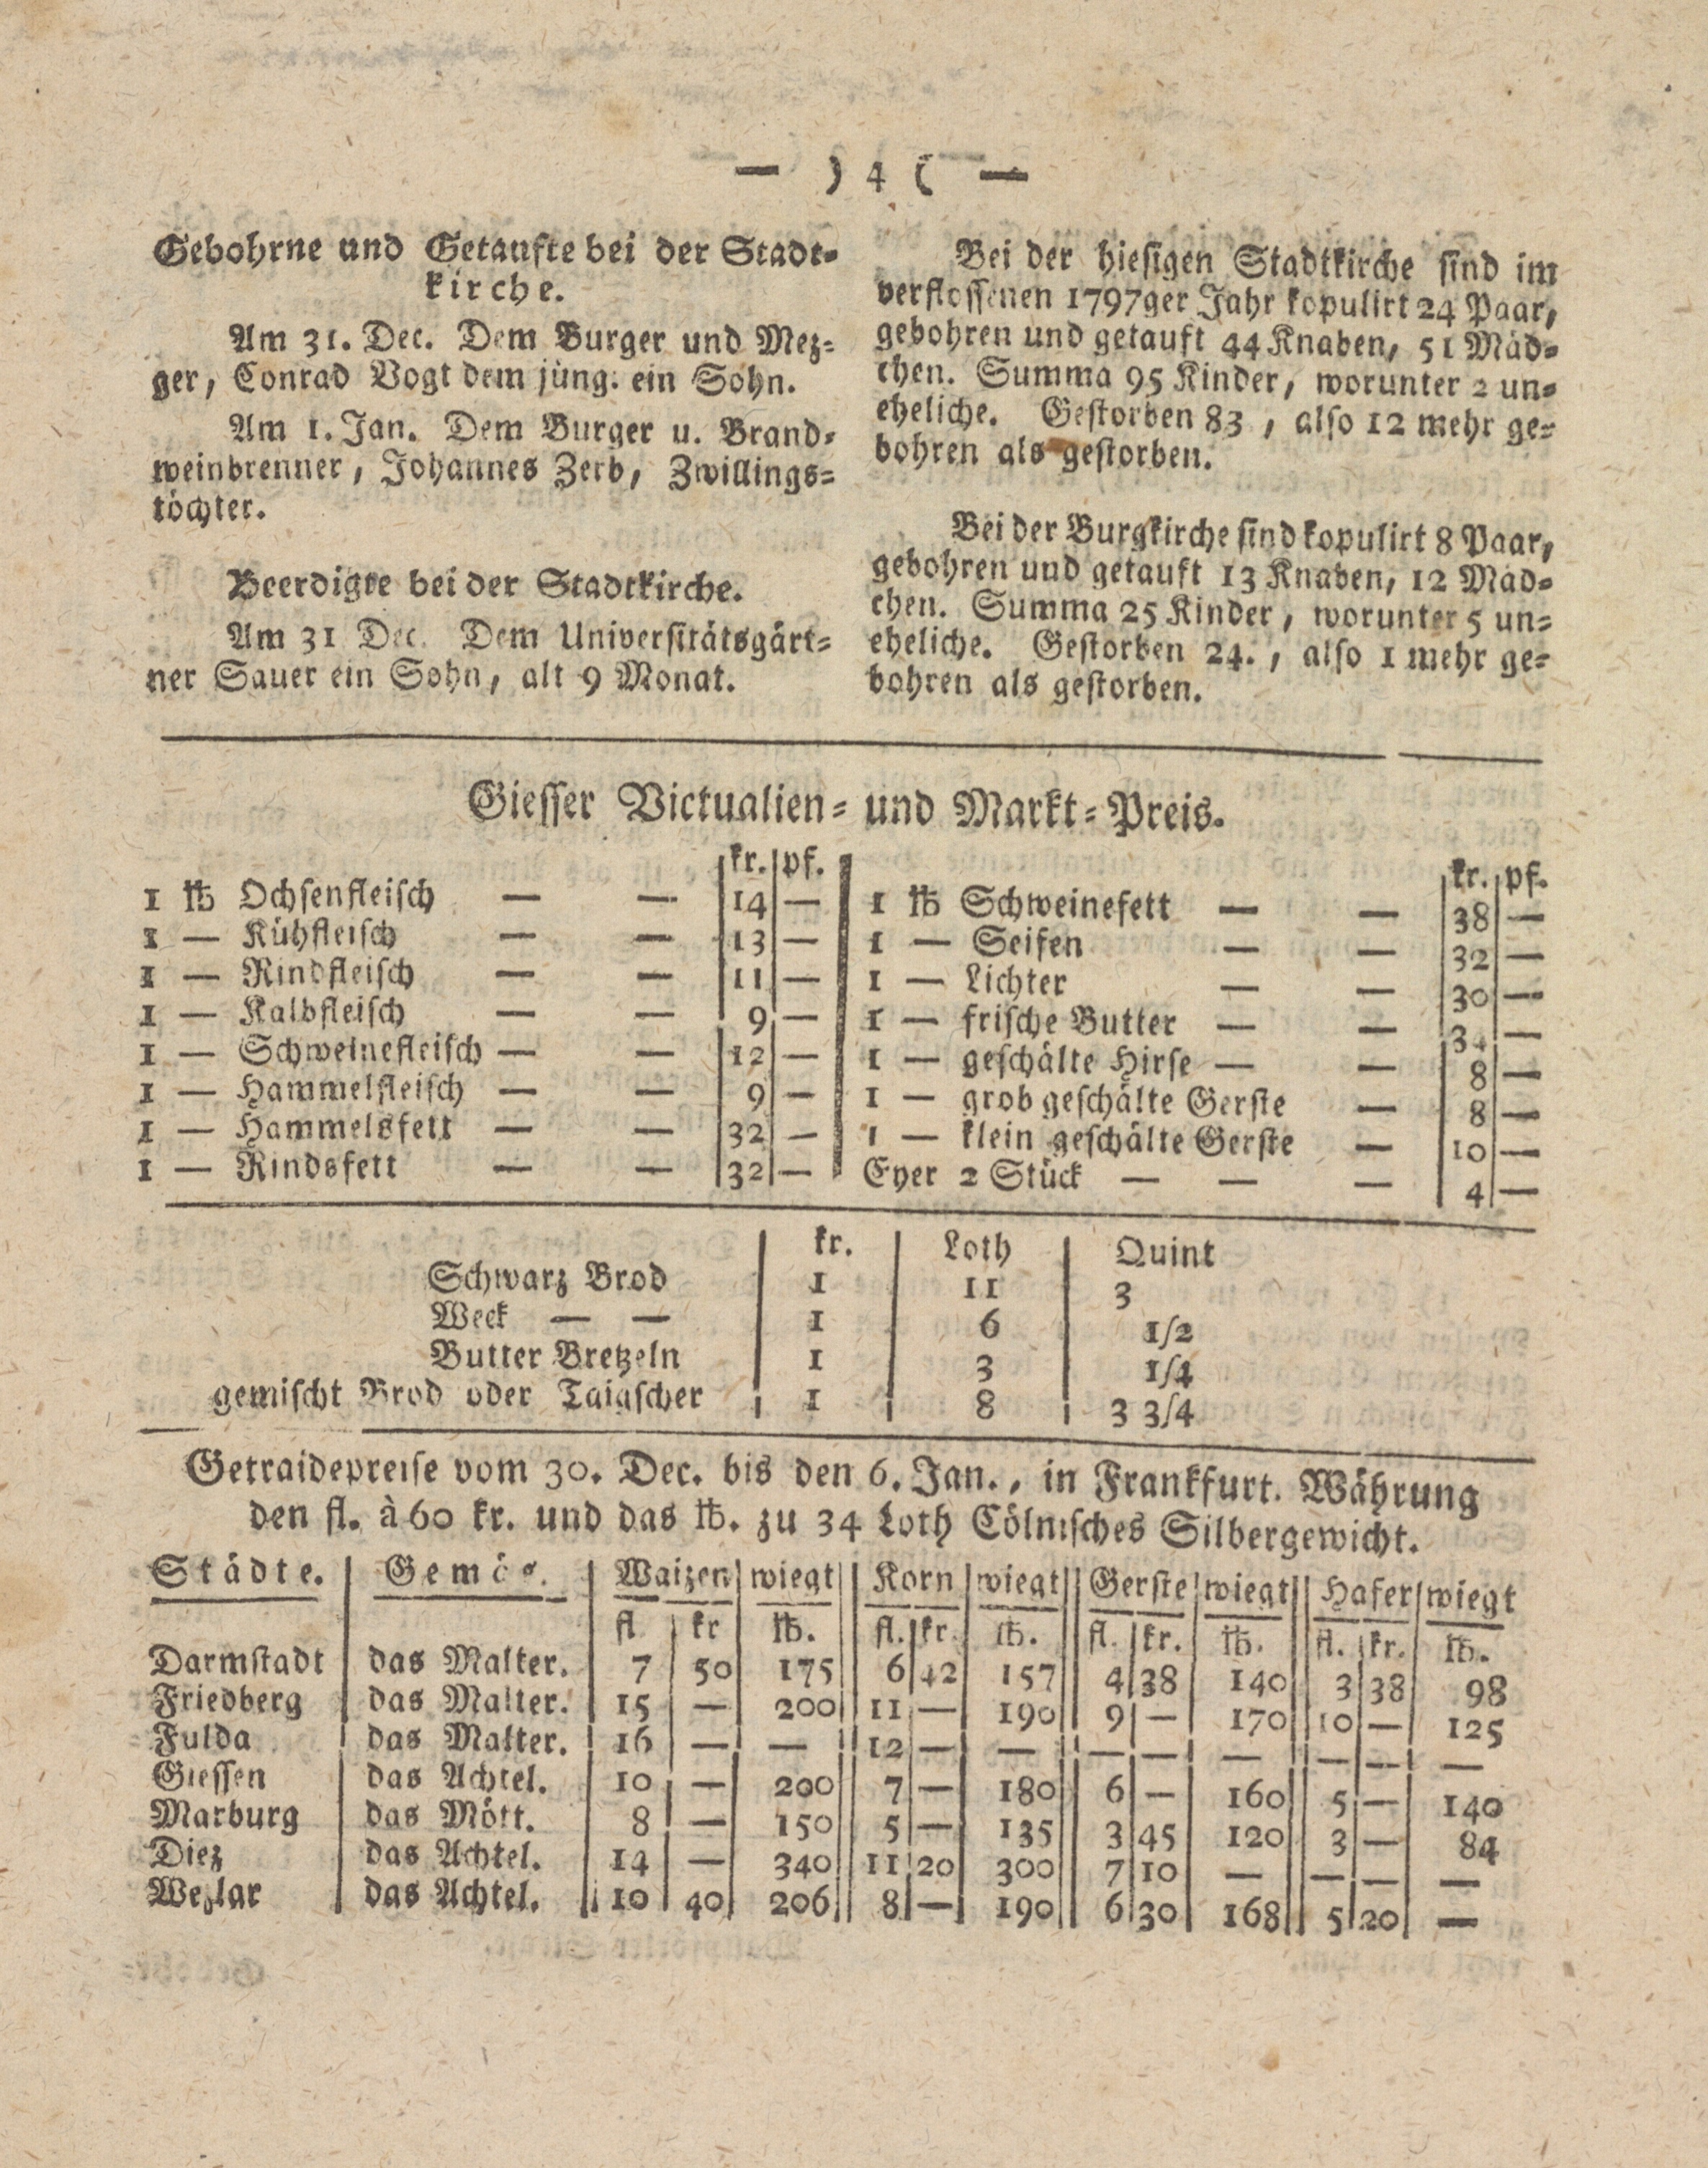 — ) 4 ( —
Gebohrne und Getaufte bei der Stadt-
kirche.
Am 31. Dec. Dem Burger und Mez-
ger, Conrad Vogt dem jüng. ein Sohn.
Am 1. Jan. Dem Burger u. Brand-
weinbrenner, Johannes Zerb, Zwillings-
töchter.
Beerdigte bei der Stadtkirche.
Am 31 Dec. Dem Universitätsgärt-
ner Sauer ein Sohn, alt 9 Monat.
Bei der hiesigen Stadtkirche sind im
verflossenen 1797ger Jahr kopulirt 24 Paar,
gebohren und getauft 44 Knaben, 51 Mäd-
chen. Summa 95 Kinder, worunter 2 un-
eheliche. Gestorben 83, also 12 mehr ge-
bohren als gestorben.
Bei der Burgkirche sind kopulirt 8 Paar,
gebohren und getauft 13 Knaben, 12 Mäd-
chen. Summa 25 Kinder, worunter 5 un-
eheliche. Gestorben 24., also 1 mehr ge-
bohren als gestorben.
Giesser Victualien- und Markt-Preis.
kr. pf.
1 ℔ Ochsenfleisch — — 14 —
1 — Kühfleisch — — 13 —
1 — Rindfleisch — — 11 —
1 — Kalbfleisch — — 9 —
1 — Schweinefleisch — — 12 —
1 — Hammelfleisch — — 9 —
1 — Hammelsfett — — 32 —
1 — Rindsfett — — 32 —
kr. pf.
1 ℔ Schweinefett — — 38 —
1 — Seifen — — 32 —
1 — Lichter — — 30 —
1 — frische Butter — — 34 —
1 — geschälte Hirse — — 8 —
1 — grob geschälte Gerste — 8 —
1 — klein geschälte Gerste — 10 —
Eyer 2 Stück — — — 4 —
kr. Loth Quint
Schwarz Brod 1 11 3
Weck — — 1 6 1/2
Butter Bretzeln 1 3 1/4
gemischt Brod oder Taigscher 1 8 3 3/4
Getraidepreise vom 30. Dec. bis den 6. Jan., in Frankfurt. Währung
den fl. à 60 kr. und das ℔. zu 34 Loth Cölnisches Silbergewicht.
Städte. Gemäs. Waizen wiegt Korn wiegt Gerste wiegt Hafer wiegt
fl kr ℔. fl. kr. ℔. fl. kr. ℔. fl. kr. ℔.
Darmstadt das Malter. 7 50 175 6 42 157 4 38 140 3 38 98
Friedberg das Malter. 15 — 200 11 — 190 9 — 170 10 — 125
Fulda das Malter. 16 — — 12 — — — — — — — —
Giessen das Achtel. 10 — 200 7 — 180 6 — 160 5 — 140
Marburg das Mött. 8 — 150 5 — 135 3 45 120 3 — 84
Diez das Achtel. 14 — 340 11 20 300 7 10 — — — —
Wezlar das Achtel. 10 40 206 8 — 190 6 30 168 5 20 —